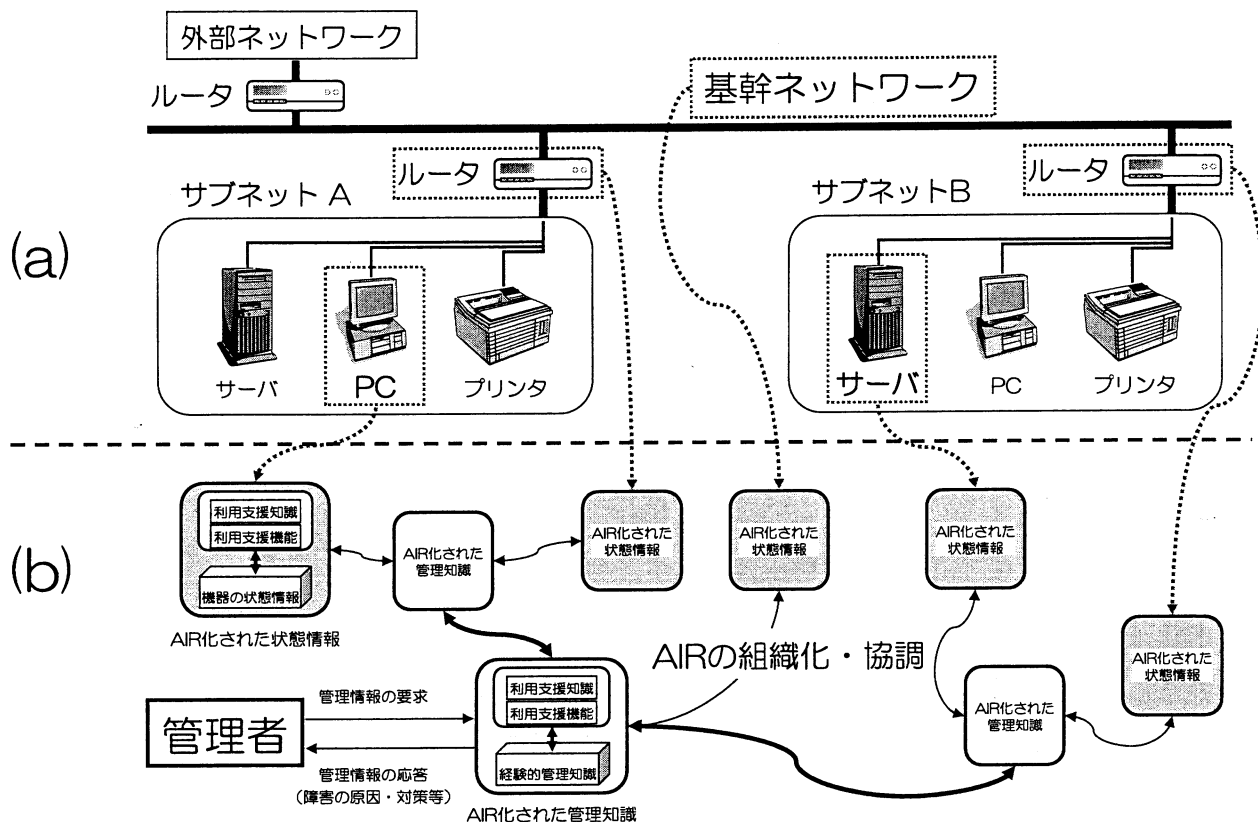 外部ネットワーク
ルータ
基幹ネットワーク
ルータ
ルータ
サブネット A
サブネットB
(a)
サーバ
PC
プリンタ
サーバ
PC
プリンタ
(b)
利用支援知識
利用支援機能
機器の状態情報
AIR化された状態情報
AIR化された
管理知識
AIR化された
状態情報
AIR化された
状態情報
AIR化された
状態情報
AIR化された
状態情報
AIRの組織化・協調
AIR化された
管理知識
管理者
管理情報の要求
管理情報の応答
(障害の原因・対策等)
利用支援知識
利用支援機能
経験的管理知識
AIR化された管理知識